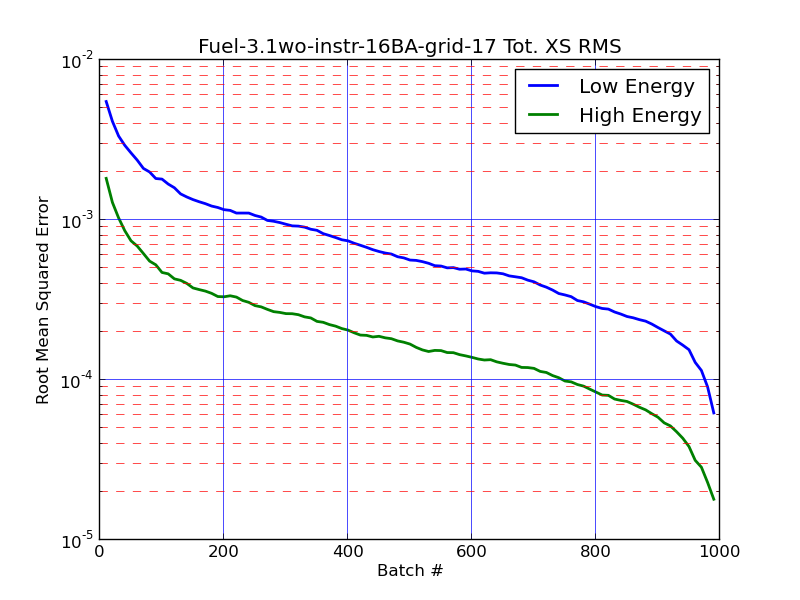 Fuel-3.1wo-instr-16BA-grid-17 Tot. XS RMS
Low Energy
High Energy
Root Mean Squared Error
10^-2
10^-3
10^-4
10^-5
0 200 400 600 800 1000
Batch #